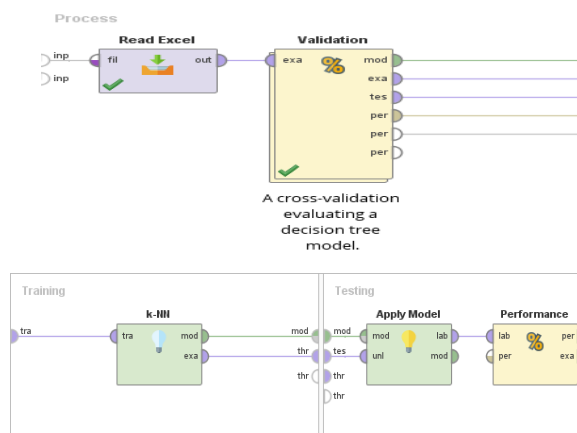 Process
Read Excel
Validation
inp
fil
out
exa
mod
inp
exa
tes
per
per
per
A cross-validation
evaluating a
decision tree
model.
Training
Testing
k-NN
Apply Model
Performance
tra
tra
mod
mod
mod
mod
lab
lab
per
exa
thr
tes
unl
mod
per
exa
thr
thr
thr